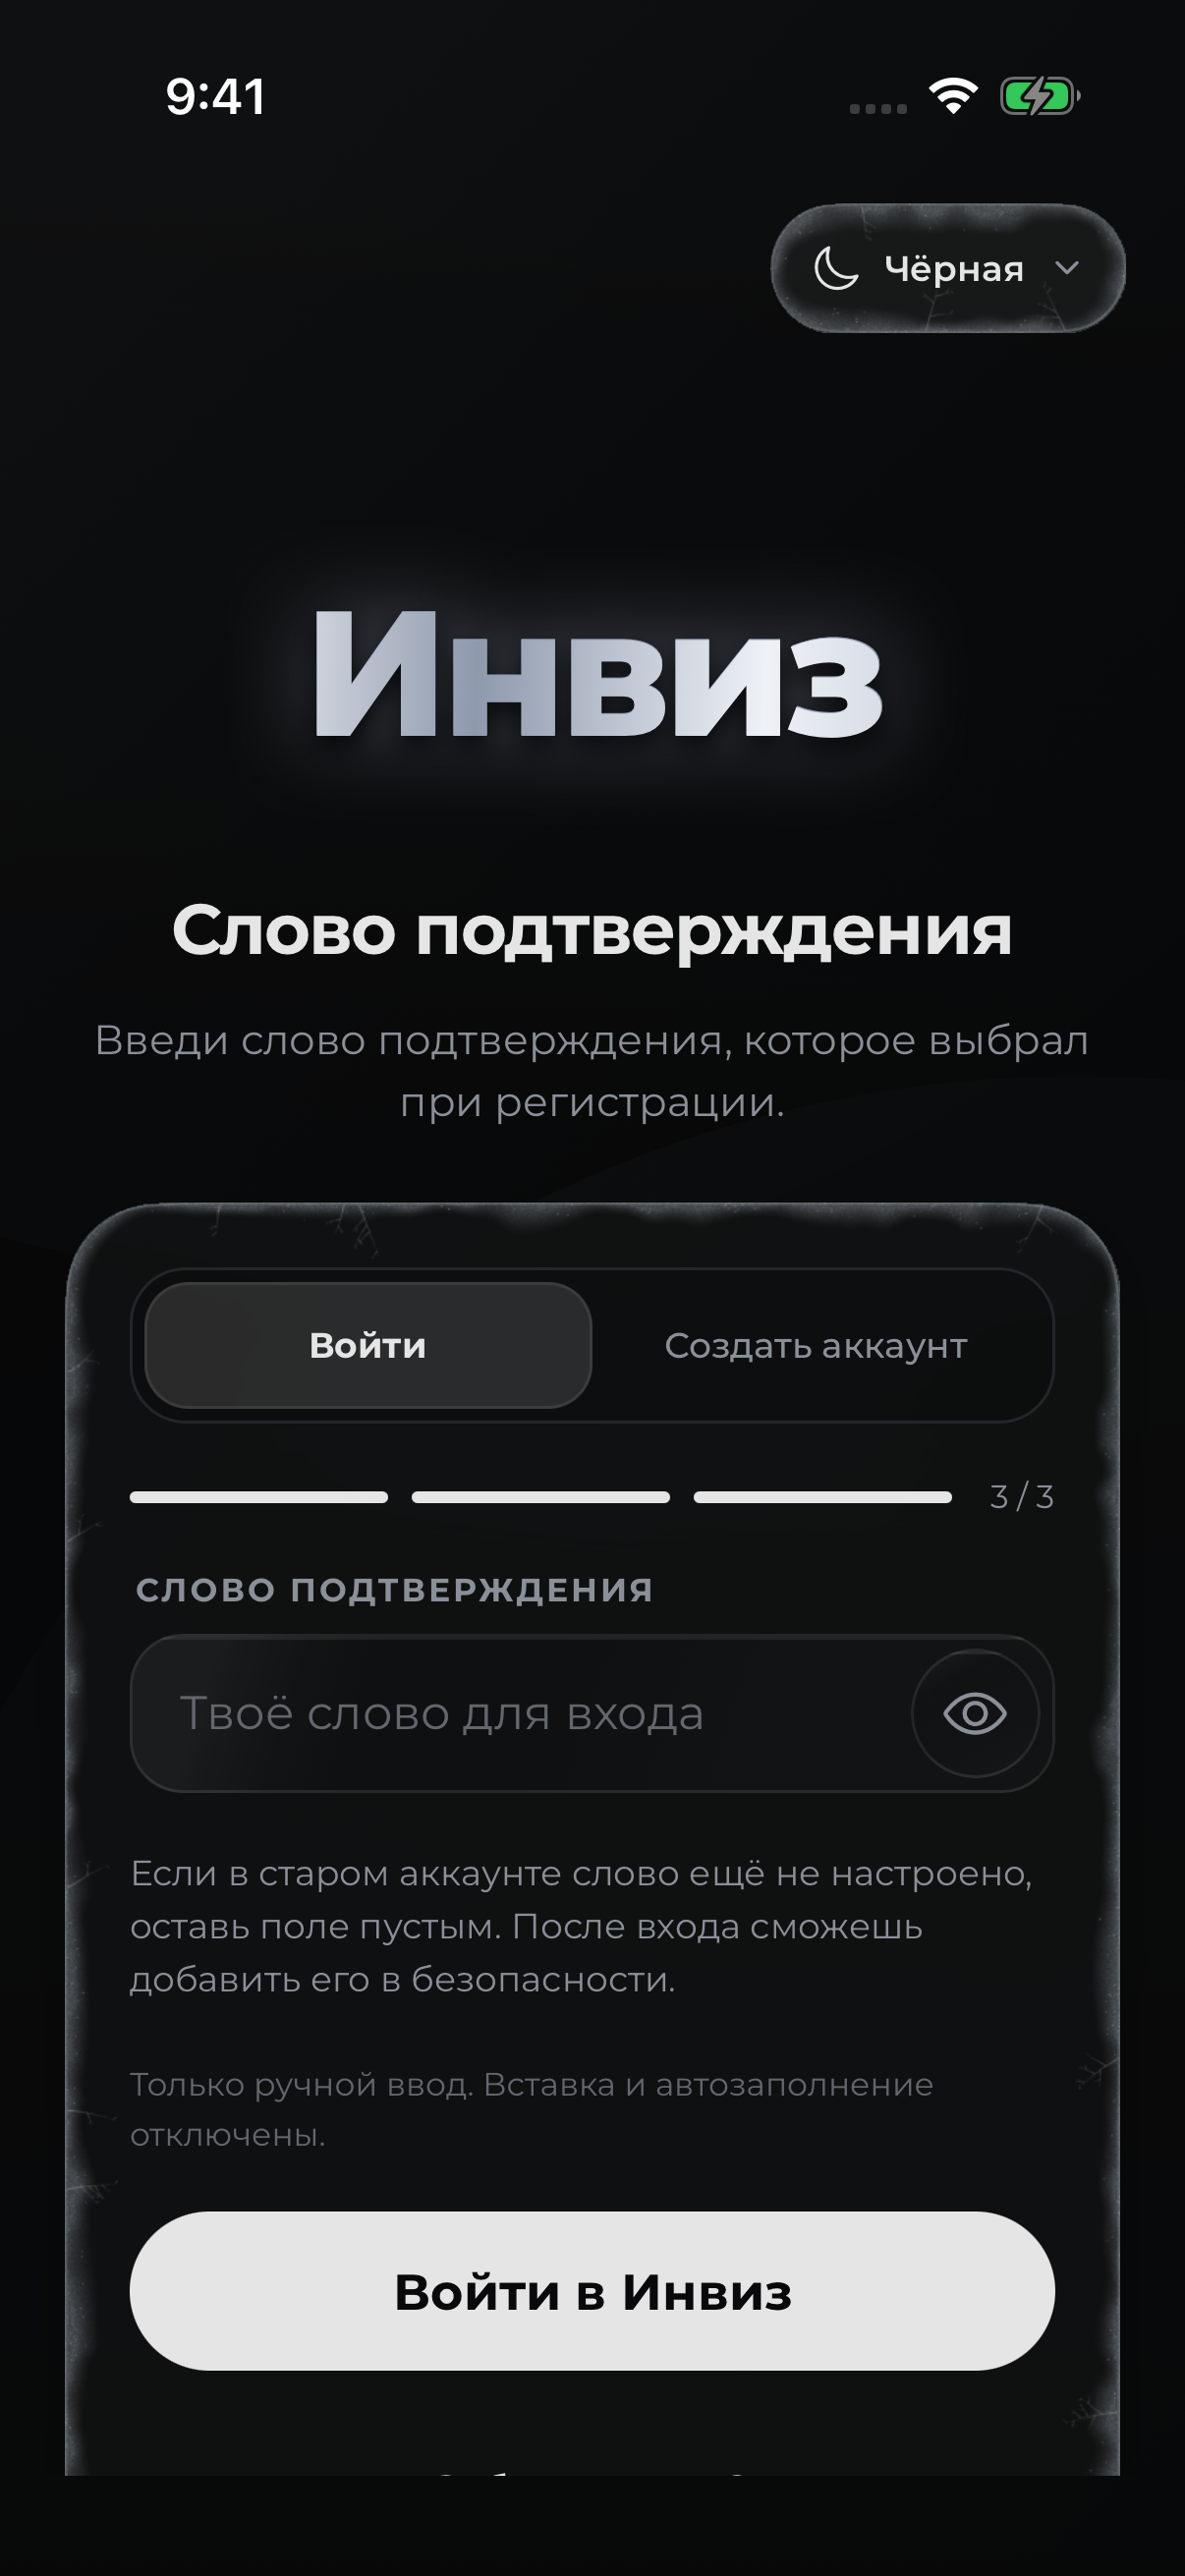 9:41
Чёрная
Инвиз
Слово подтверждения
Введи слово подтверждения, которое выбрал
при регистрации.
Войти
Создать аккаунт
3 / 3
СЛОВО ПОДТВЕРЖДЕНИЯ
Твоё слово для входа
Если в старом аккаунте слово ещё не настроено,
оставь поле пустым. После входа сможешь
добавить его в безопасности.
Только ручной ввод. Вставка и автозаполнение
отключены.
Войти в Инвиз